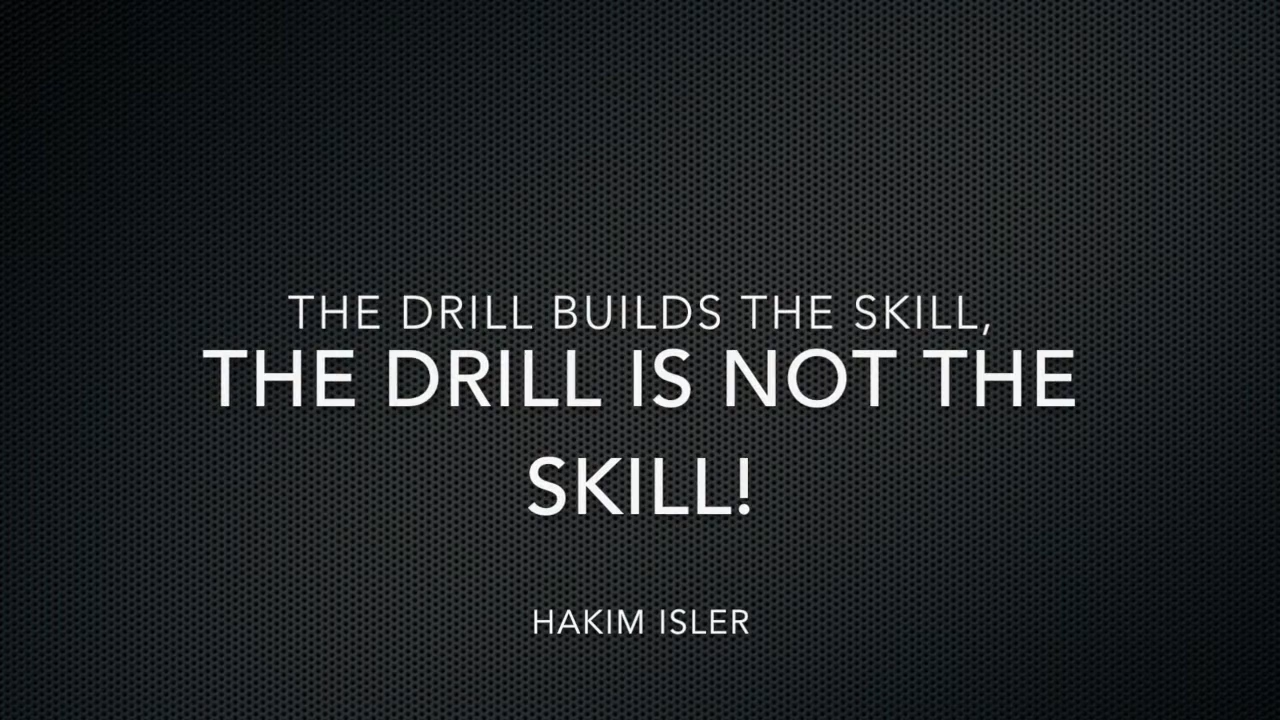 THE DRILL BUILDS THE SKILL,
THE DRILL IS NOT THE
SKILL!
HAKIM ISLER